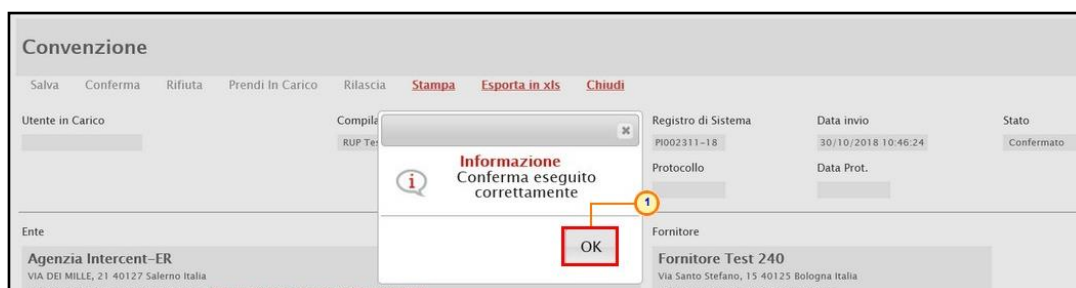 Convenzione
Salva Conferma Rifiuta Prendi In Carico Rilascia Stampa Esporta in xls Chiudi
Utente in Carico
Registro di Sistema Data invio Stato
RUP
PI002311-18 30/10/2018 10:46:24 Confermato
Protocollo Data Prot.
Informazione
Conferma eseguito
correttamente
1
OK
Ente Fornitore
Agenzia Intercent-ER Fornitore Test 240
VIA DEI MILLE, 21 40127 Salerno Italia Via Santo Stefano, 15 40125 Bologna Italia